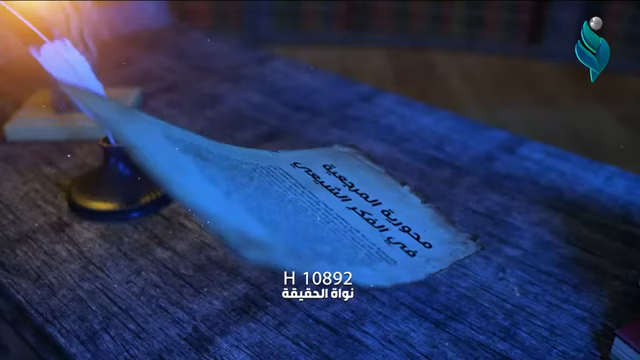 محورية المرجعية
في الفكر الشيعي
H 10892
نواة الحقيقة